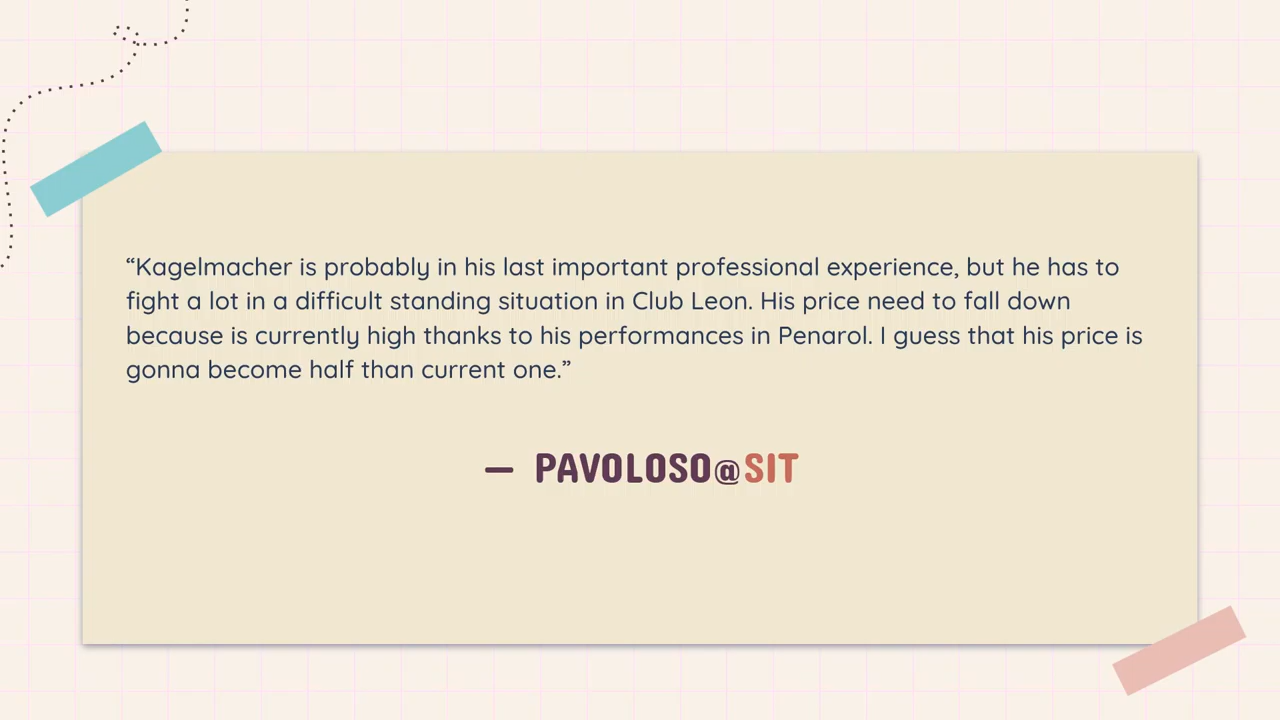 “Kagelmacher is probably in his last important professional experience, but he has to
fight a lot in a difficult standing situation in Club Leon. His price need to fall down
because is currently high thanks to his performances in Penarol. I guess that his price is
gonna become half than current one.”
— PAVOLOSO@SIT